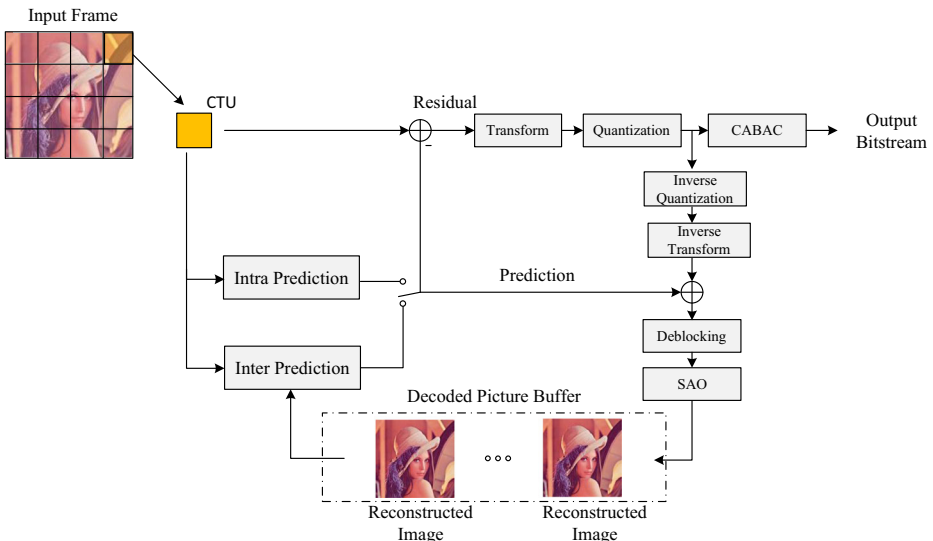 Input Frame
CTU
Residual
Transform
Quantization
CABAC
Output
Bitstream
Inverse
Quantization
Inverse
Transform
Intra Prediction
Prediction
Deblocking
Inter Prediction
SAO
Decoded Picture Buffer
Reconstructed
Image
Reconstructed
Image